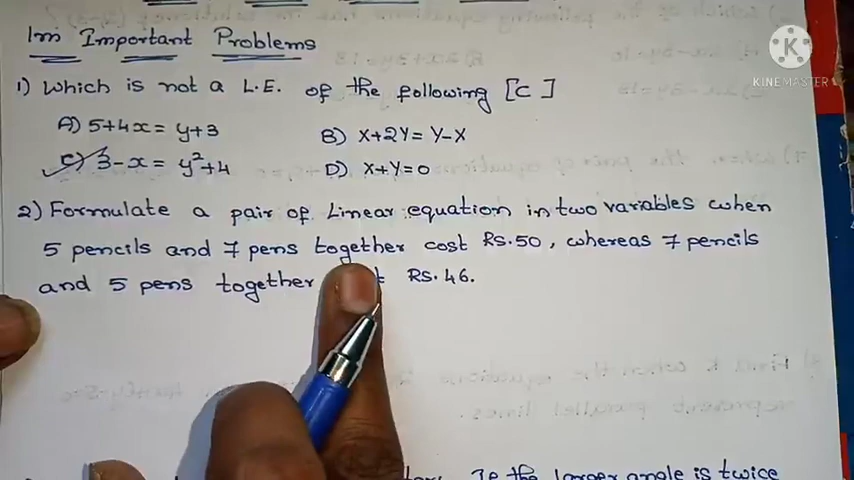 KINEMASTER
1m Important Problems
1) Which is not a L.E. of the following [C]
A) 5+4x = y+3 B) x+2y = y-x
C) 3-x = y²+4 D) x+y=0
2) Formulate a pair of Linear equation in two variables when
5 pencils and 7 pens together cost Rs.50, whereas 7 pencils
and 5 pens together Rs.46.
If the larger angle is twice